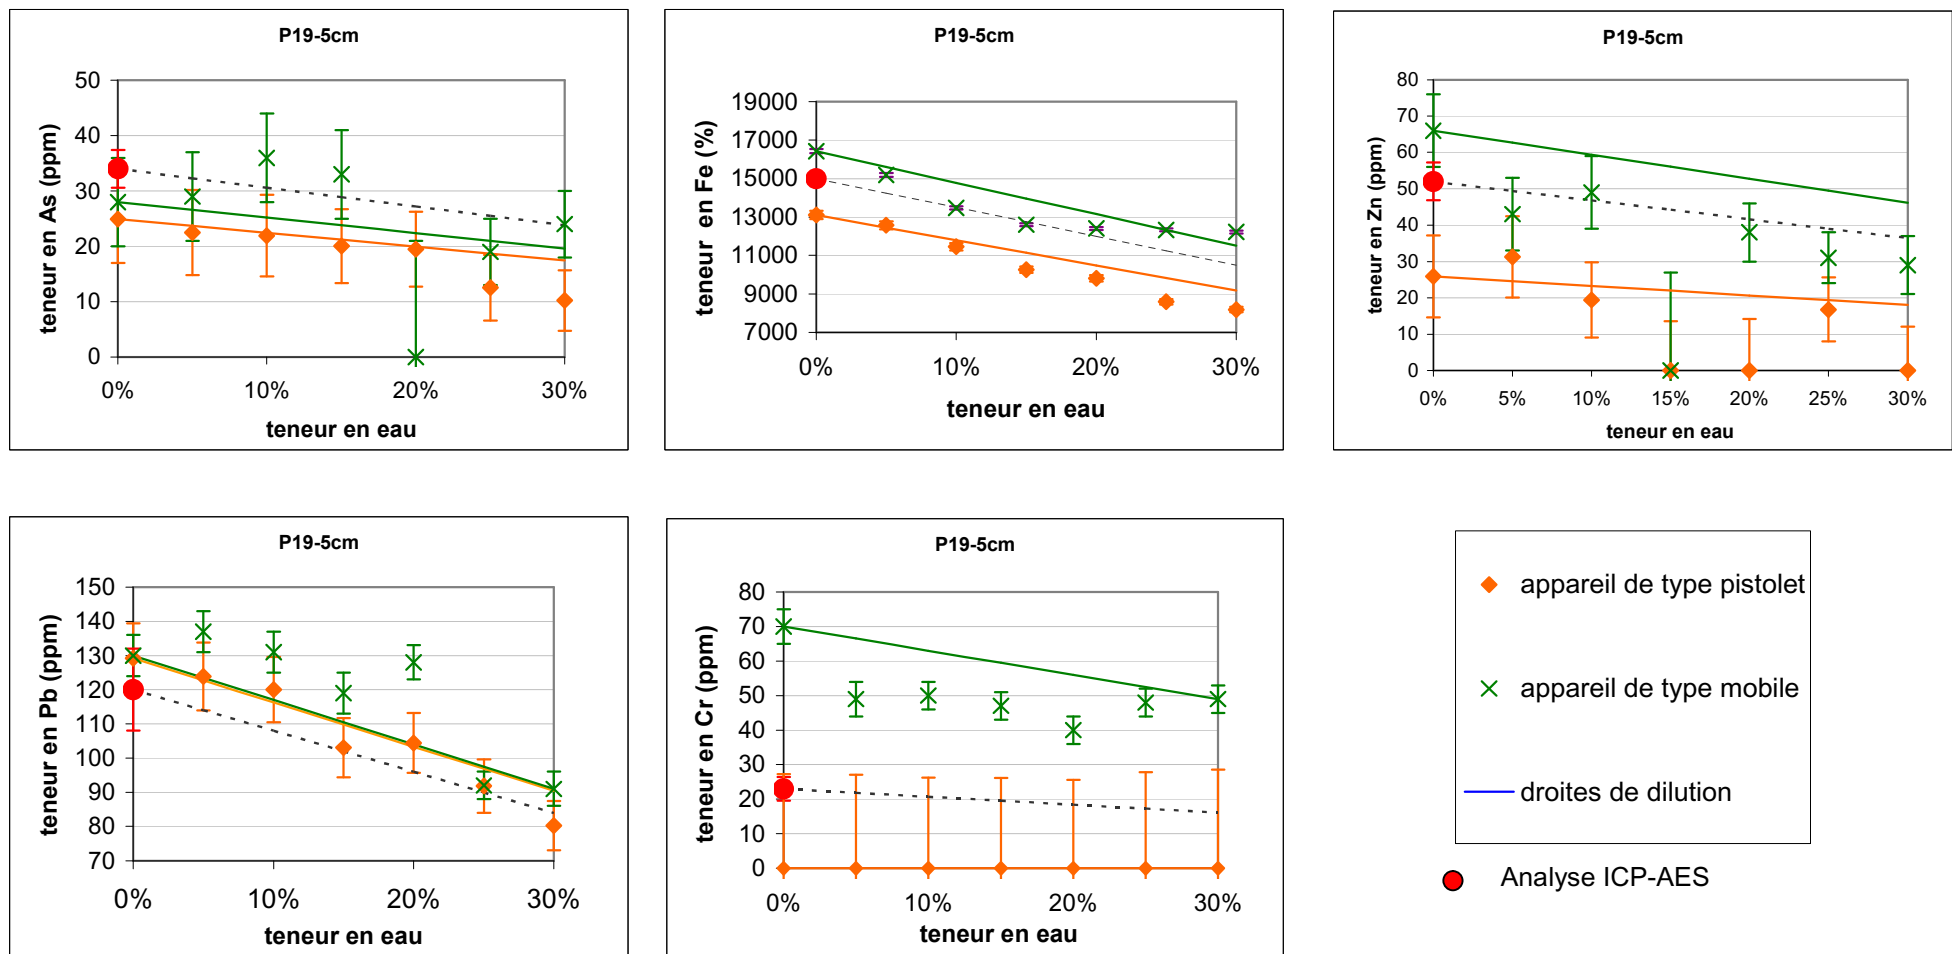 P19-5cm
teneur en As (ppm)
50
40
30
20
10
0
0% 10% 20% 30%
teneur en eau
P19-5cm
teneur en Fe (%)
19000
17000
15000
13000
11000
9000
7000
0% 10% 20% 30%
teneur en eau
P19-5cm
teneur en Zn (ppm)
80
70
60
50
40
30
20
10
0
0% 5% 10% 15% 20% 25% 30%
teneur en eau
P19-5cm
teneur en Pb (ppm)
150
140
130
120
110
100
90
80
70
0% 10% 20% 30%
teneur en eau
P19-5cm
teneur en Cr (ppm)
80
70
60
50
40
30
20
10
0
0% 10% 20% 30%
teneur en eau
appareil de type pistolet
appareil de type mobile
droites de dilution
Analyse ICP-AES